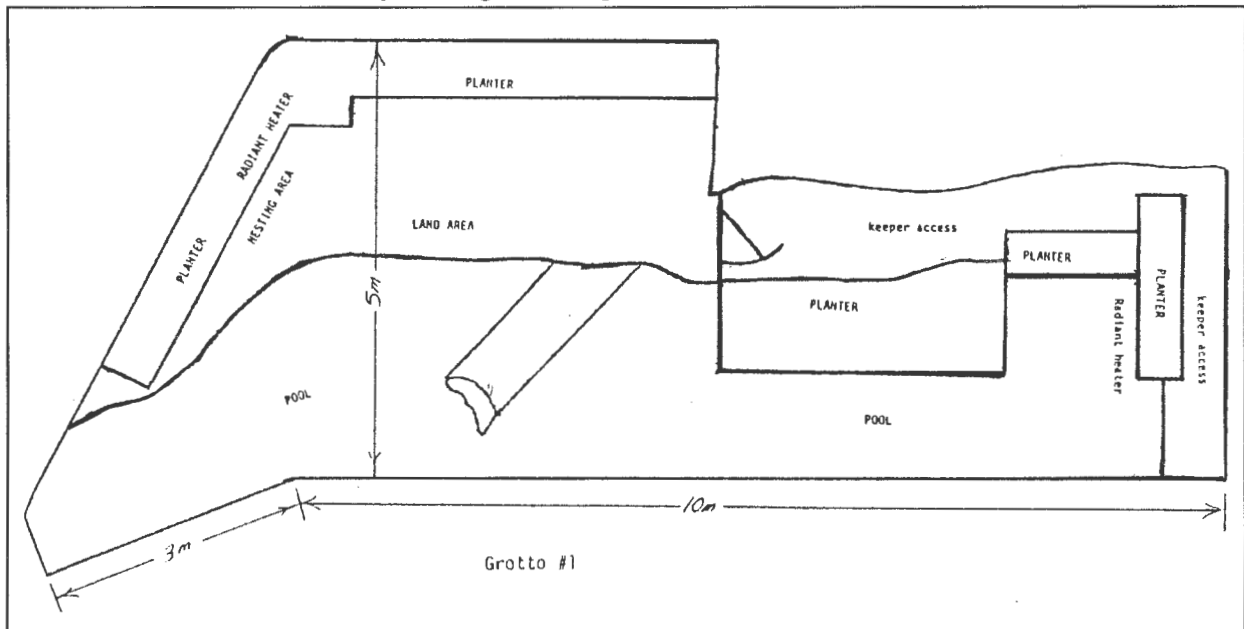 PLANTER
RADIANT HEATER
NESTING AREA
PLANTER
LAND AREA
keeper access
PLANTER
PLANTER
keeper access
5m
PLANTER
Radiant heater
POOL
POOL
10m
3m
Grotto #1